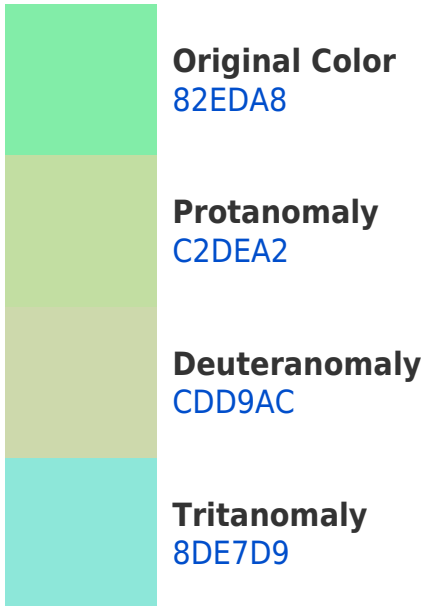 Original Color
82EDA8
Protanomaly
C2DEA2
Deuteranomaly
CDD9AC
Tritanomaly
8DE7D9